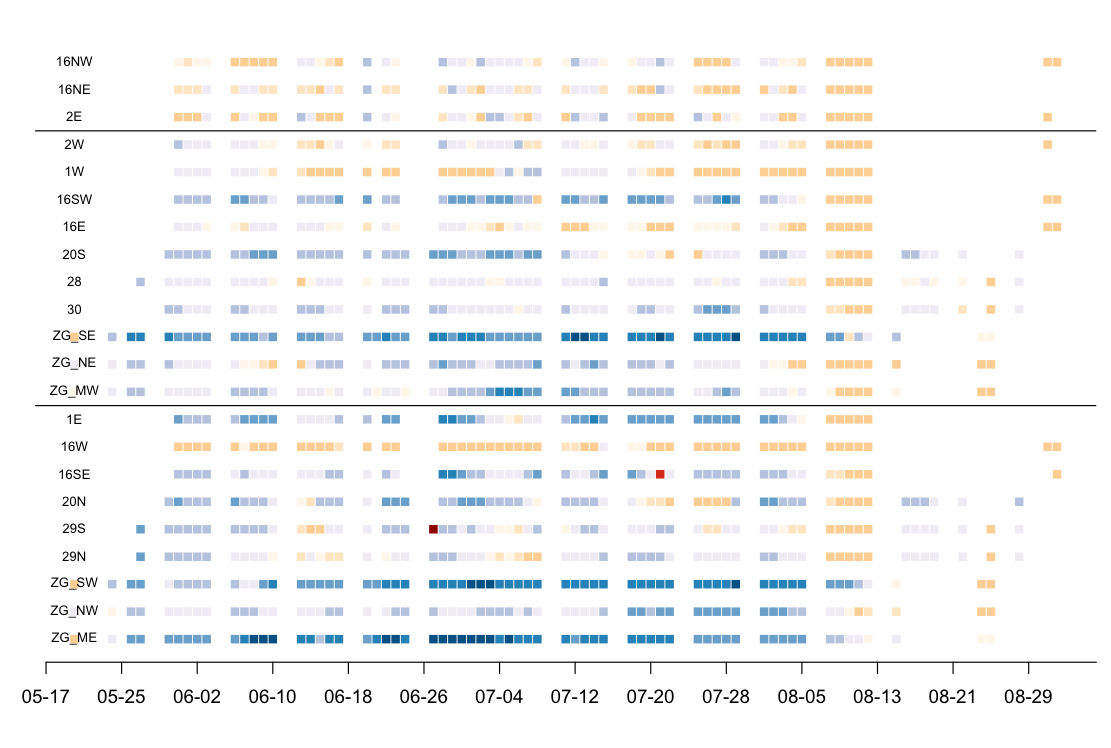 16NW
16NE
2E
2W
1W
16SW
16E
20S
28
30
ZG_SE
ZG_NE
ZG_MW
1E
16W
16SE
20N
29S
29N
ZG_SW
ZG_NW
ZG_ME
05-17 05-25 06-02 06-10 06-18 06-26 07-04 07-12 07-20 07-28 08-05 08-13 08-21 08-29